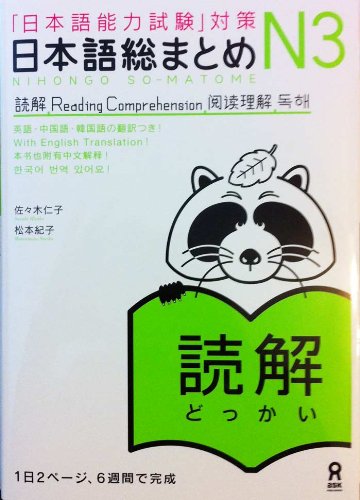 「日本語能力試験」対策
日本語総まとめ N3
NIHONGO SO-MATOME
読解 Reading Comprehension 阅读理解 독해
英語・中国語・韓国語の翻訳つき!
With English Translation!
本书也附有中文解释!
한국어 번역 있어요!
佐々木仁子
松本紀子
読解
どっかい
1日2ページ、6週間で完成
ASK